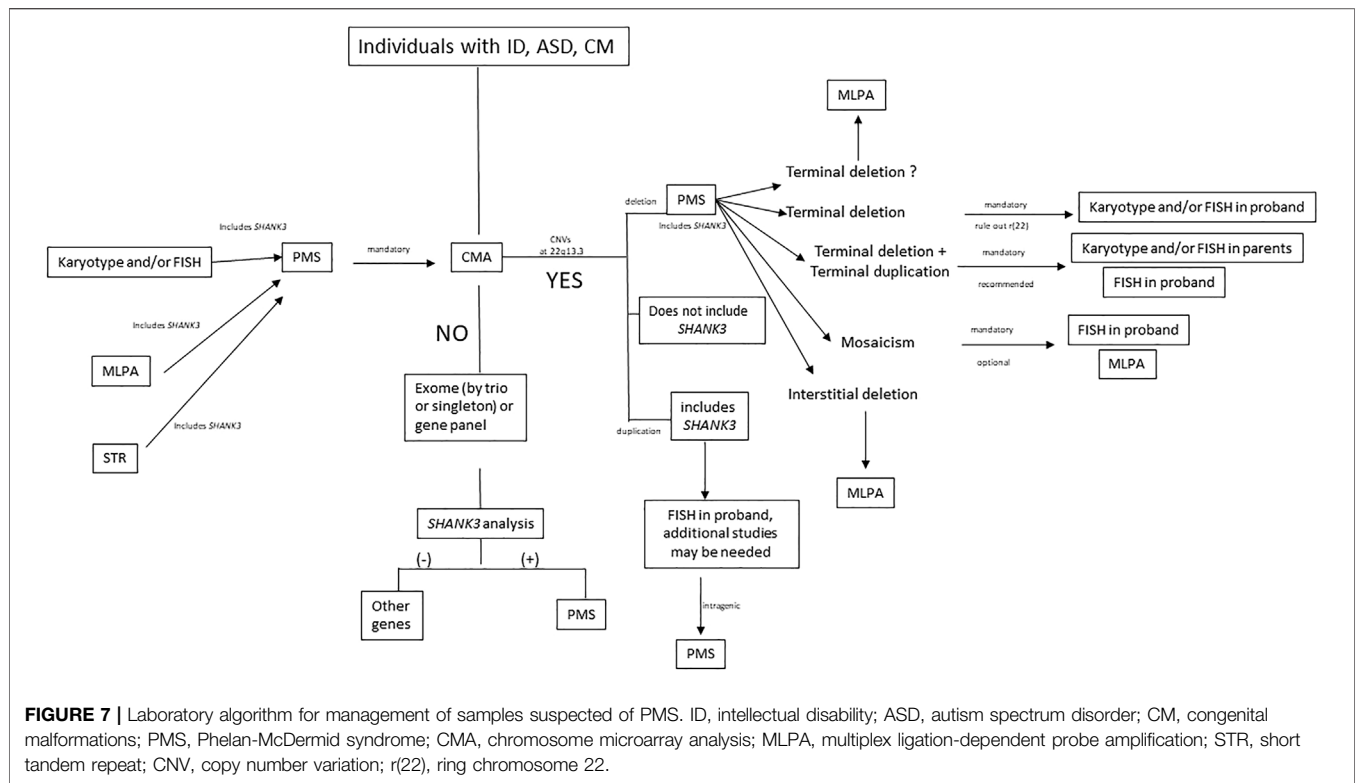 Individuals with ID, ASD, CM
MLPA
Terminal deletion ?
deletion
PMS
Includes SHANK3
Terminal deletion
mandatory
rule out r(22)
Karyotype and/or FISH in proband
Includes SHANK3
Karyotype and/or FISH
PMS
mandatory
CMA
CNVs
at 22q13.3
YES
Terminal deletion +
Terminal duplication
mandatory
recommended
Karyotype and/or FISH in parents
FISH in proband
Does not include
SHANK3
Includes SHANK3
NO
Mosaicism
mandatory
optional
FISH in proband
MLPA
MLPA
Interstitial deletion
Exome (by trio
or singleton) or
gene panel
includes
SHANK3
duplication
Includes SHANK3
STR
MLPA
SHANK3 analysis
FISH in proband,
additional studies
may be needed
(-)
(+)
Other
genes
PMS
intragenic
PMS
FIGURE 7 | Laboratory algorithm for management of samples suspected of PMS. ID, intellectual disability; ASD, autism spectrum disorder; CM, congenital
malformations; PMS, Phelan-McDermid syndrome; CMA, chromosome microarray analysis; MLPA, multiplex ligation-dependent probe amplification; STR, short
tandem repeat; CNV, copy number variation; r(22), ring chromosome 22.